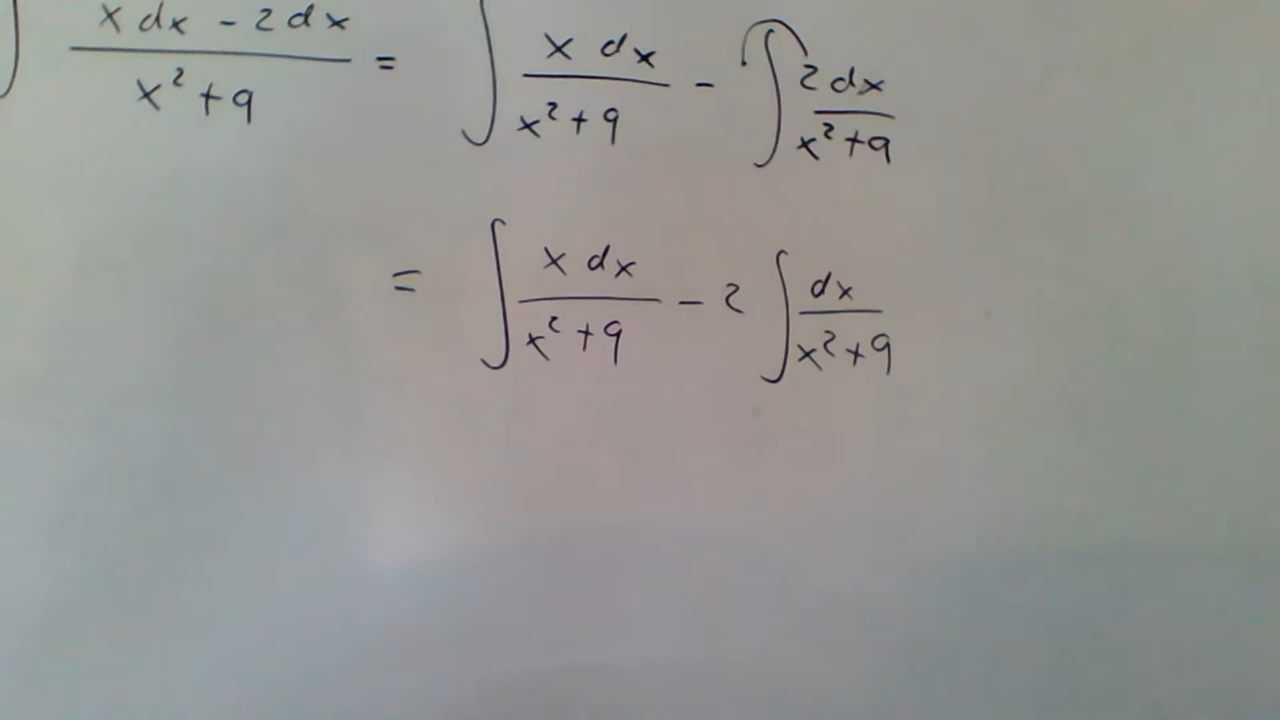 ∫ x dx - 2 dx / x² + 9 = ∫ x dx / x² + 9 - ∫ 2 dx / x² + 9
= ∫ x dx / x² + 9 - 2 ∫ dx / x² + 9